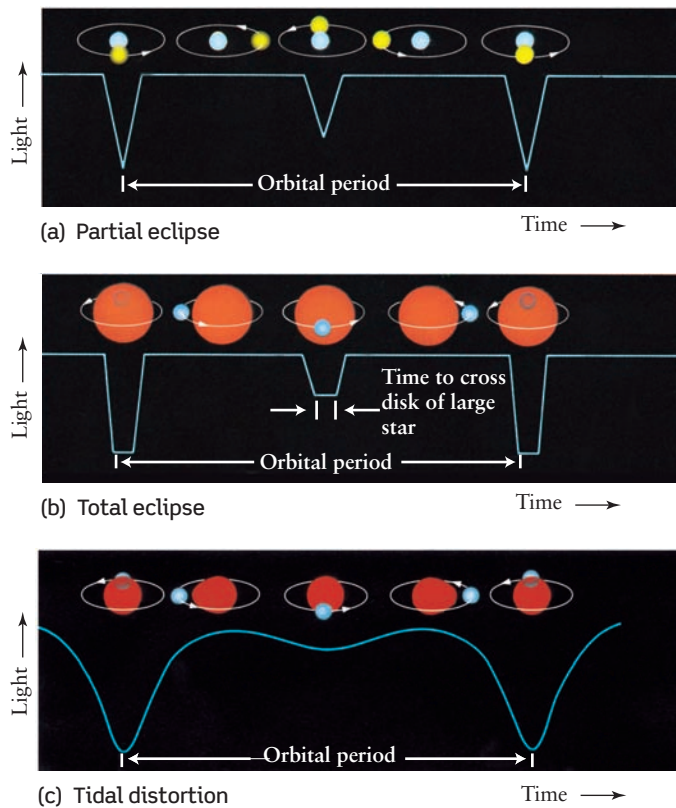 Light
Orbital period
(a) Partial eclipse
Time
Light
Time to cross
disk of large
star
Orbital period
(b) Total eclipse
Time
Light
Orbital period
(c) Tidal distortion
Time